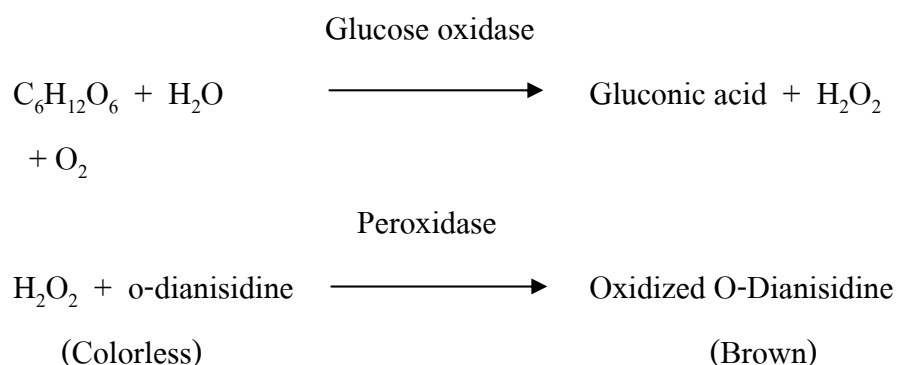 Glucose oxidase
C₆H₁₂O₆ + H₂O Gluconic acid + H₂O₂
+ O₂
Peroxidase
H₂O₂ + o-dianisidine Oxidized O-Dianisidine
(Colorless) (Brown)